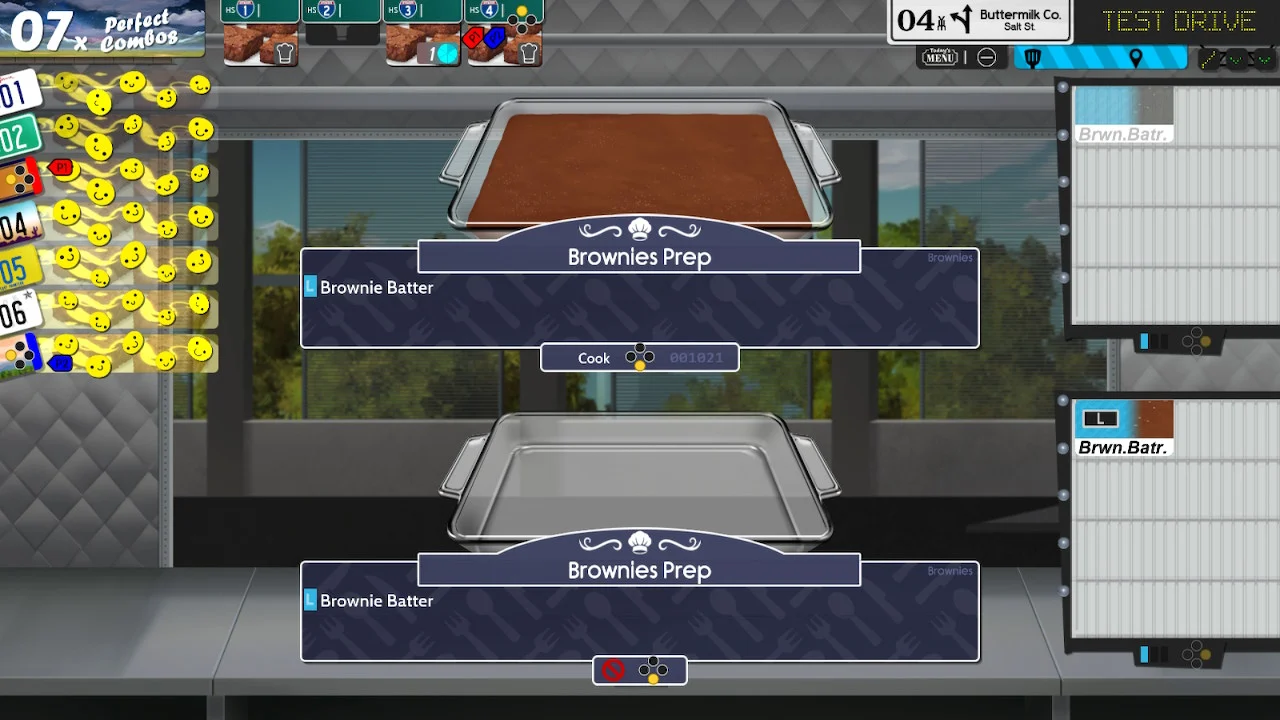 07x Perfect Combos
HS 1
HS 2
HS 3
HS 4
1
04
Buttermilk Co.
Salt St.
TEST DRIVE
Today's MENU
01
02
P1
04
05
06
Brwn.Batr.
Brownies Prep
Brownies
L Brownie Batter
Cook 001021
L
Brwn.Batr.
Brownies Prep
Brownies
L Brownie Batter